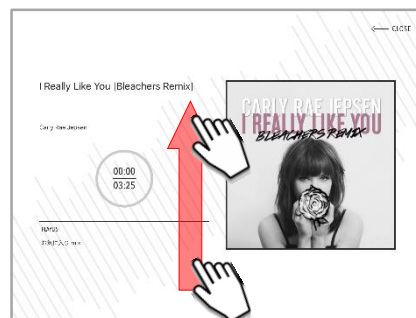 CLOSE
I Really Like You [Bleachers Remix]
Carly Rae Jepsen
00:00
03:25
CARLY RAE JEPSEN
I REALLY LIKE YOU
BLEACHERS REMIX